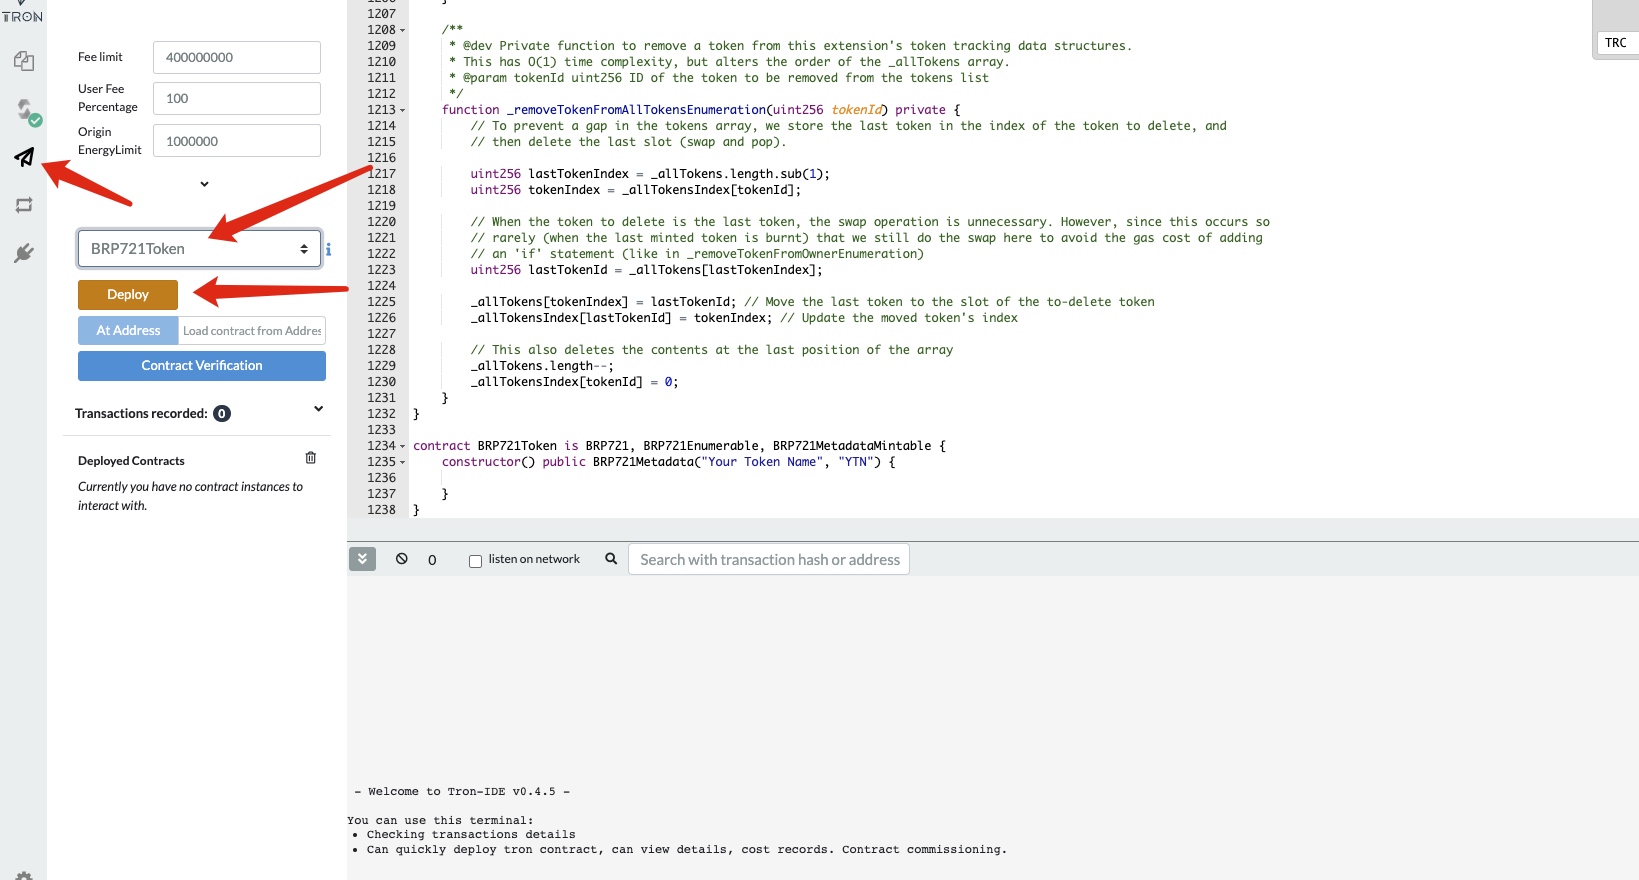 TRON
Fee limit
400000000
User Fee
Percentage
100
Origin
EnergyLimit
1000000
BRP721Token
i
Deploy
At Address
Load contract from Addres
Contract Verification
Transactions recorded: 0
Deployed Contracts
Currently you have no contract instances to
interact with.
1207
1208 /**
1209 * @dev Private function to remove a token from this extension's token tracking data structures.
1210 * This has O(1) time complexity, but alters the order of the _allTokens array.
1211 * @param tokenId uint256 ID of the token to be removed from the tokens list
1212 */
1213 function _removeTokenFromAllTokensEnumeration(uint256 tokenId) private {
1214 // To prevent a gap in the tokens array, we store the last token in the index of the token to delete, and
1215 // then delete the last slot (swap and pop).
1216
1217 uint256 lastTokenIndex = _allTokens.length.sub(1);
1218 uint256 tokenIndex = _allTokensIndex[tokenId];
1219
1220 // When the token to delete is the last token, the swap operation is unnecessary. However, since this occurs so
1221 // rarely (when the last minted token is burnt) that we still do the swap here to avoid the gas cost of adding
1222 // an 'if' statement (like in _removeTokenFromOwnerEnumeration)
1223 uint256 lastTokenId = _allTokens[lastTokenIndex];
1224
1225 _allTokens[tokenIndex] = lastTokenId; // Move the last token to the slot of the to-delete token
1226 _allTokensIndex[lastTokenId] = tokenIndex; // Update the moved token's index
1227
1228 // This also deletes the contents at the last position of the array
1229 _allTokens.length--;
1230 _allTokensIndex[tokenId] = 0;
1231 }
1232 }
1233
1234 contract BRP721Token is BRP721, BRP721Enumerable, BRP721MetadataMintable {
1235 constructor() public BRP721Metadata("Your Token Name", "YTN") {
1236
1237 }
1238 }
TRC
0
listen on network
Search with transaction hash or address
- Welcome to Tron-IDE v0.4.5 -
You can use this terminal:
• Checking transactions details
• Can quickly deploy tron contract, can view details, cost records. Contract commissioning.